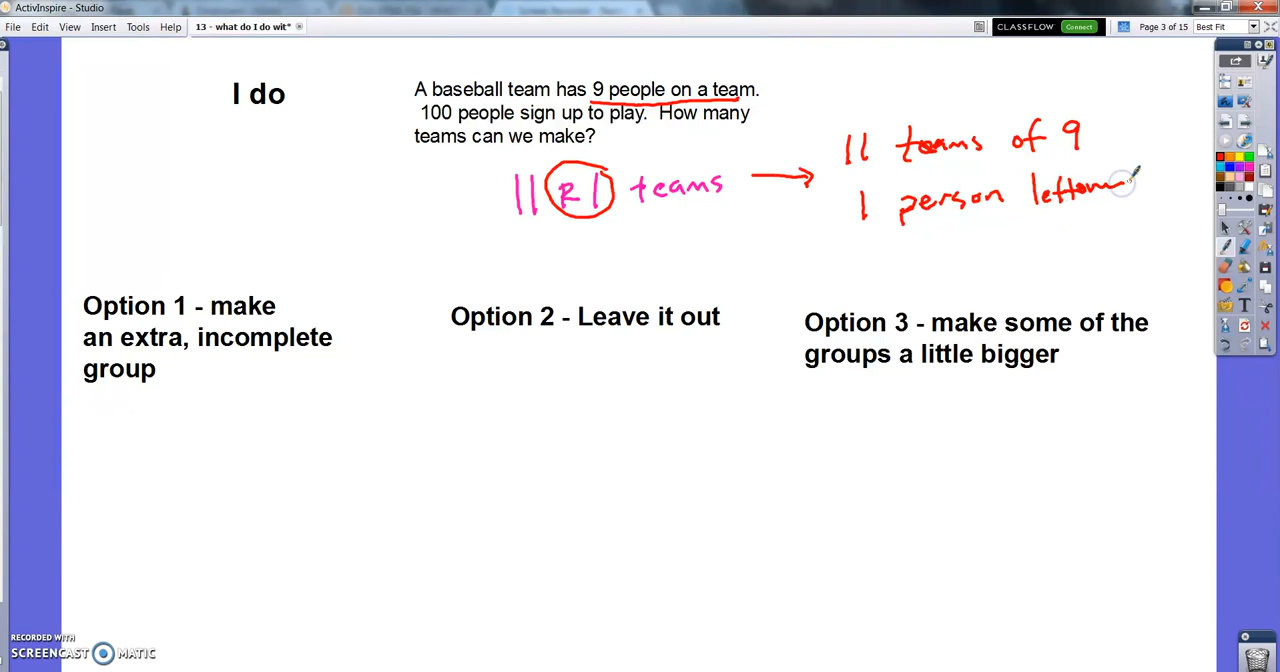 ActivInspire - Studio
File Edit View Insert Tools Help 13 - what do I do wit* CLASSFLOW Connect Page 3 of 15 Best Fit
I do
A baseball team has 9 people on a team.
100 people sign up to play. How many
teams can we make?
11 R 1 teams
11 teams of 9
1 person leftover
Option 1 - make
an extra, incomplete
group
Option 2 - Leave it out
Option 3 - make some of the
groups a little bigger
RECORDED WITH
SCREENCAST MATIC